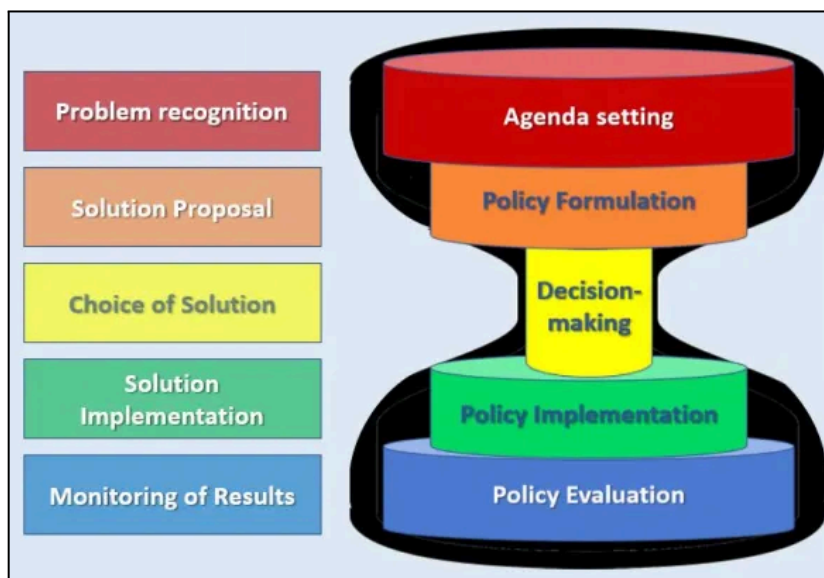 Problem recognition
Agenda setting
Solution Proposal
Policy Formulation
Choice of Solution
Decision-
making
Solution
Implementation
Policy Implementation
Monitoring of Results
Policy Evaluation